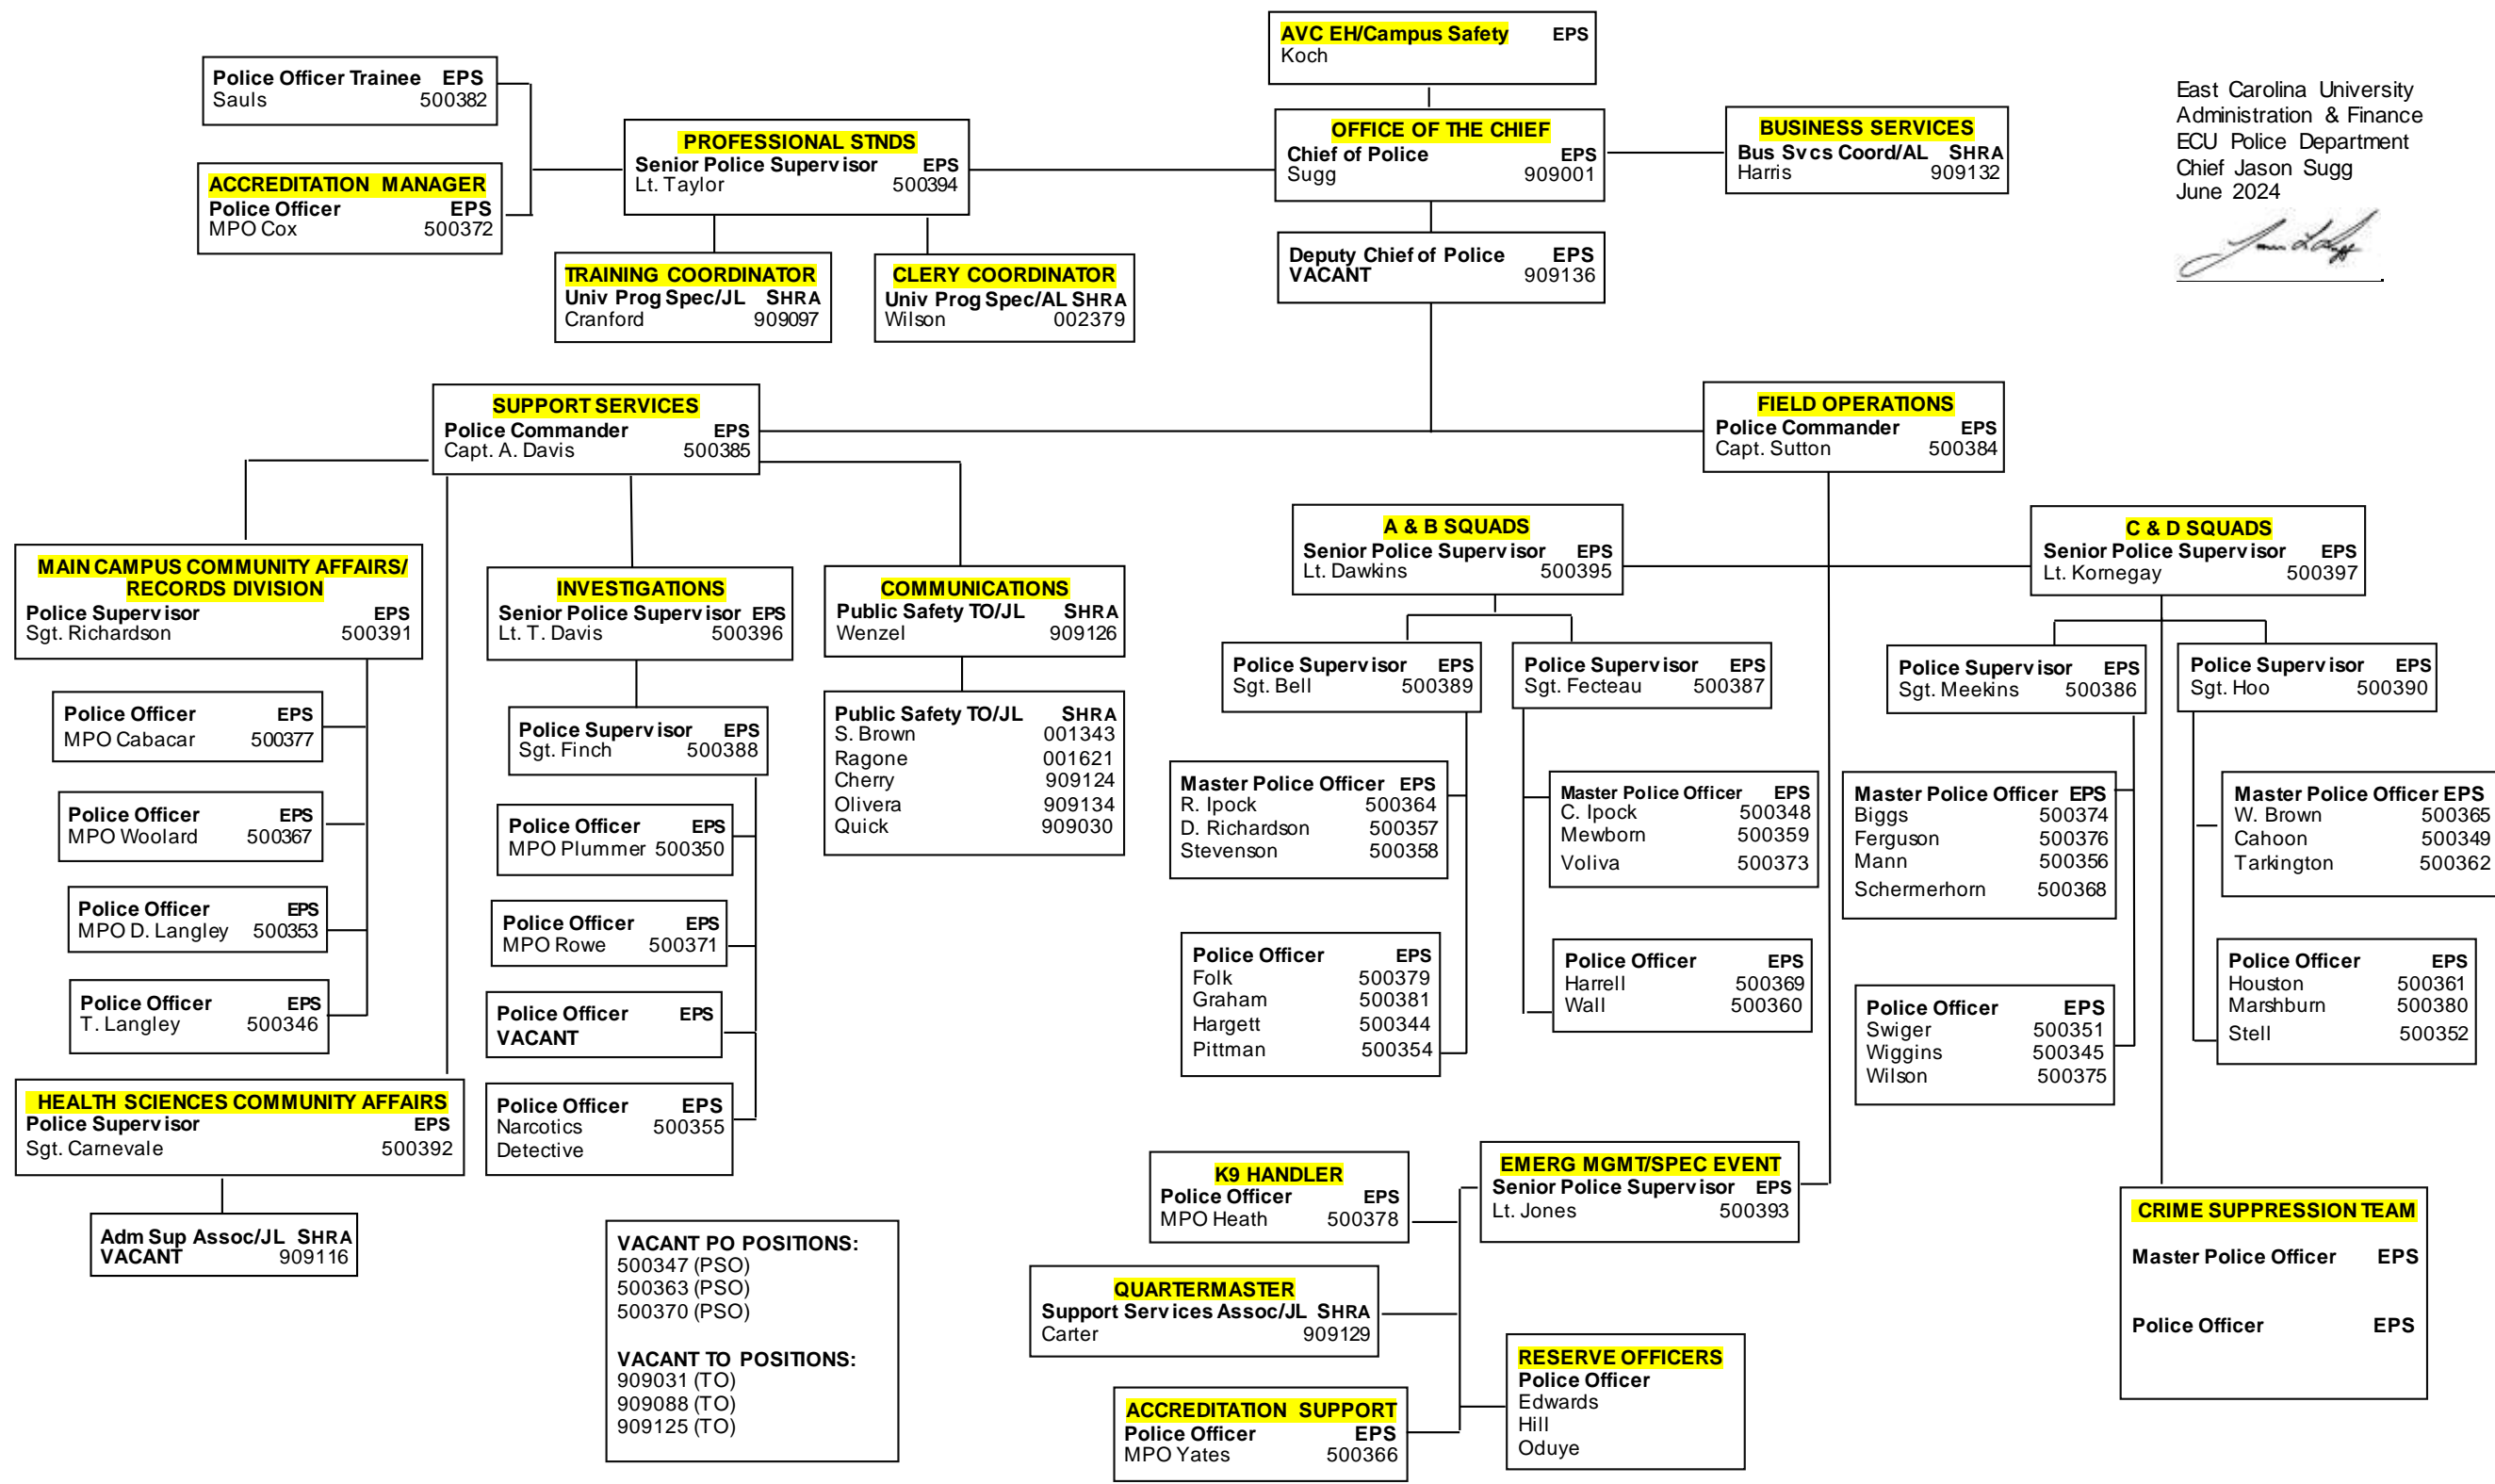 AVC EH/Campus Safety EPS
Koch
East Carolina University
Administration & Finance
ECU Police Department
Chief Jason Sugg
June 2024
Police Officer Trainee EPS
Sauls 500382
ACCREDITATION MANAGER
Police Officer EPS
MPO Cox 500372
PROFESSIONAL STNDS
Senior Police Supervisor EPS
Lt. Taylor 500394
OFFICE OF THE CHIEF
Chief of Police EPS
Sugg 909001
BUSINESS SERVICES
Bus Svcs Coord/AL SHRA
Harris 909132
TRAINING COORDINATOR
Univ Prog Spec/JL SHRA
Cranford 909097
CLERY COORDINATOR
Univ Prog Spec/AL SHRA
Wilson 002379
Deputy Chief of Police EPS
VACANT 909136
SUPPORT SERVICES
Police Commander EPS
Capt. A. Davis 500385
FIELD OPERATIONS
Police Commander EPS
Capt. Sutton 500384
MAIN CAMPUS COMMUNITY AFFAIRS/
RECORDS DIVISION
Police Supervisor EPS
Sgt. Richardson 500391
Police Officer EPS
MPO Cabacar 500377
Police Officer EPS
MPO Woolard 500367
Police Officer EPS
MPO D. Langley 500353
Police Officer EPS
T. Langley 500346
HEALTH SCIENCES COMMUNITY AFFAIRS
Police Supervisor EPS
Sgt. Carnevale 500392
Adm Sup Assoc/JL SHRA
VACANT 909116
INVESTIGATIONS
Senior Police Supervisor EPS
Lt. T. Davis 500396
Police Supervisor EPS
Sgt. Finch 500388
Police Officer EPS
MPO Plummer 500350
Police Officer EPS
MPO Rowe 500371
Police Officer EPS
VACANT
Police Officer EPS
Narcotics 500355
Detective
COMMUNICATIONS
Public Safety TO/JL SHRA
Wenzel 909126
Public Safety TO/JL SHRA
S. Brown 001343
Ragone 001621
Cherry 909124
Olivera 909134
Quick 909030
VACANT PO POSITIONS:
500347 (PSO)
500363 (PSO)
500370 (PSO)
VACANT TO POSITIONS:
909031 (TO)
909088 (TO)
909125 (TO)
A & B SQUADS
Senior Police Supervisor EPS
Lt. Dawkins 500395
Police Supervisor EPS
Sgt. Bell 500389
Master Police Officer EPS
R. Ipock 500364
D. Richardson 500357
Stevenson 500358
Police Officer EPS
Folk 500379
Graham 500381
Hargett 500344
Pittman 500354
Police Supervisor EPS
Sgt. Fecteau 500387
Master Police Officer EPS
C. Ipock 500348
Mewborn 500359
Voliva 500373
Police Officer EPS
Harrell 500369
Wall 500360
C & D SQUADS
Senior Police Supervisor EPS
Lt. Kornegay 500397
Police Supervisor EPS
Sgt. Meekins 500386
Master Police Officer EPS
Biggs 500374
Ferguson 500376
Mann 500356
Schermerhorn 500368
Police Officer EPS
Swiger 500351
Wiggins 500345
Wilson 500375
Police Supervisor EPS
Sgt. Hoo 500390
Master Police Officer EPS
W. Brown 500365
Cahoon 500349
Tarkington 500362
Police Officer EPS
Houston 500361
Marshburn 500380
Stell 500352
K9 HANDLER
Police Officer EPS
MPO Heath 500378
EMERG MGMT/SPEC EVENT
Senior Police Supervisor EPS
Lt. Jones 500393
QUARTERMASTER
Support Services Assoc/JL SHRA
Carter 909129
ACCREDITATION SUPPORT
Police Officer EPS
MPO Yates 500366
RESERVE OFFICERS
Police Officer
Edwards
Hill
Oduye
CRIME SUPPRESSION TEAM
Master Police Officer EPS
Police Officer EPS